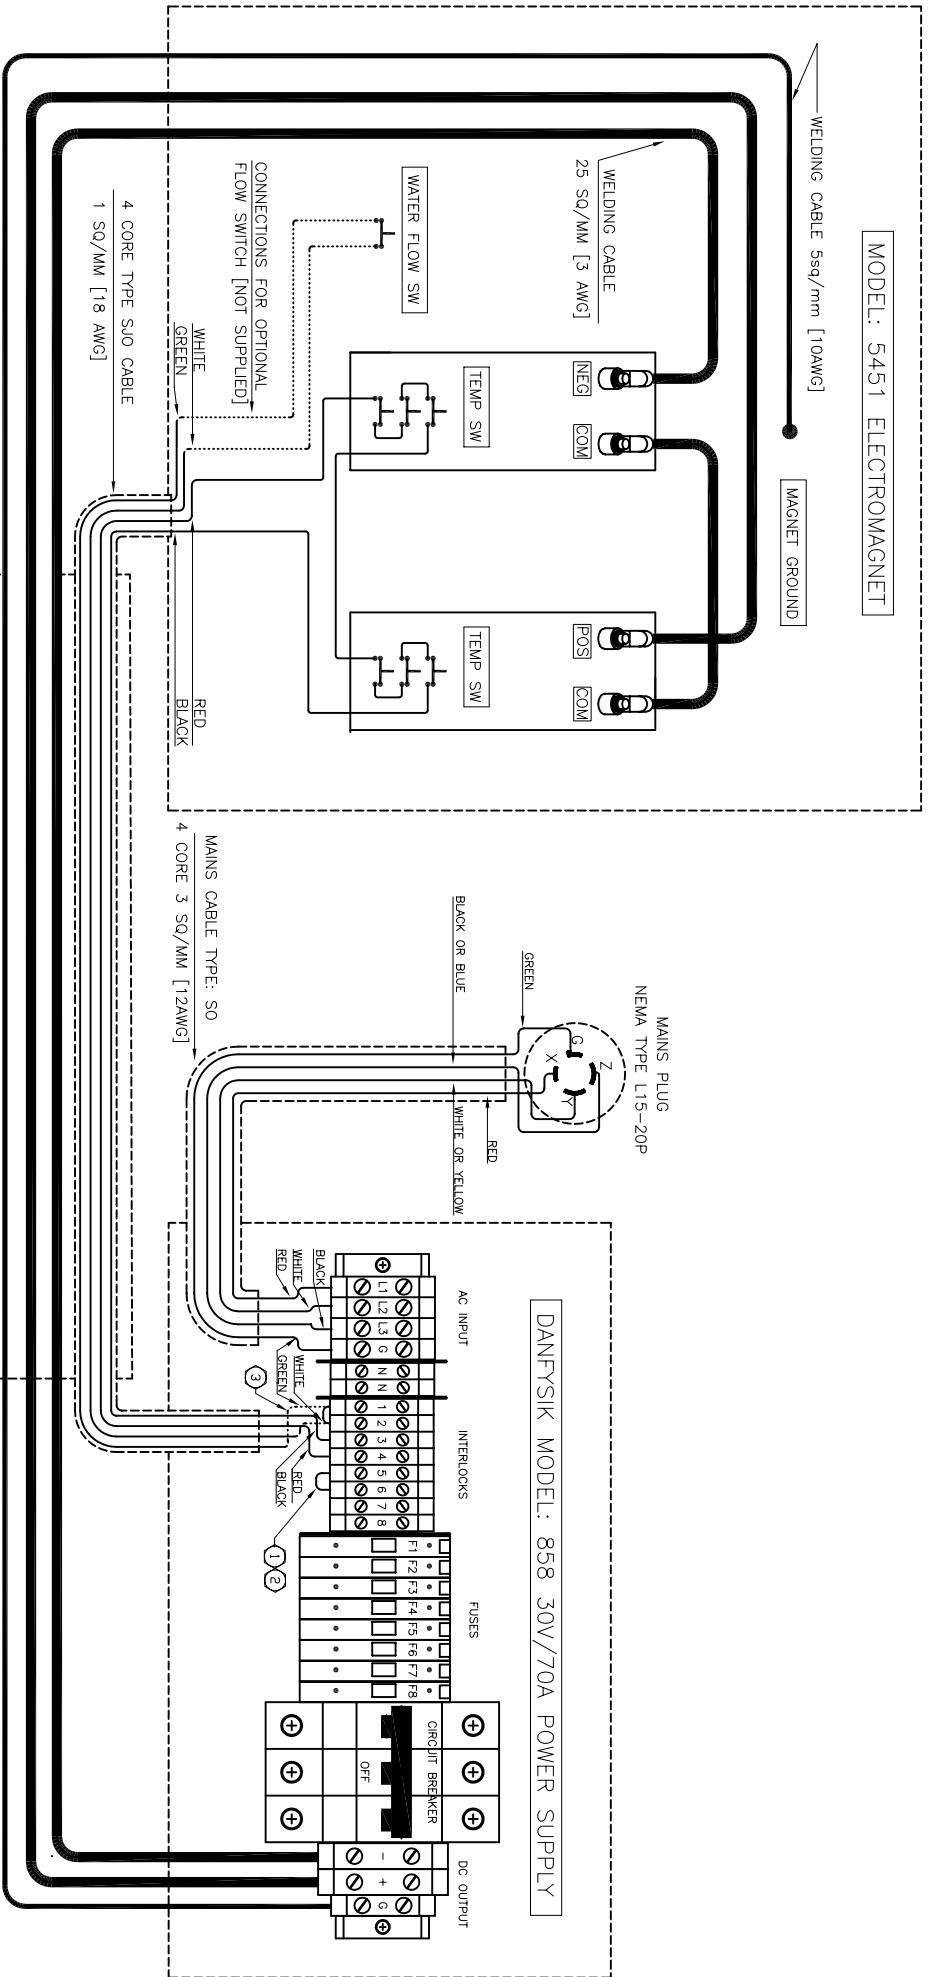 MODEL: 5451 ELECTROMAGNET
WELDING CABLE 5sq/mm [10AWG]
MAGNET GROUND
WELDING CABLE
25 SQ/MM [3 AWG]
NEG
COM
POS
COM
WATER FLOW SW
TEMP SW
TEMP SW
CONNECTIONS FOR OPTIONAL
FLOW SWITCH [NOT SUPPLIED]
WHITE
GREEN
RED
BLACK
4 CORE TYPE SJO CABLE
1 SQ/MM [18 AWG]
MAINS PLUG
NEMA TYPE L15-20P
G
Z
X
Y
GREEN
BLACK OR BLUE
RED
WHITE OR YELLOW
MAINS CABLE TYPE: SO
4 CORE 3 SQ/MM [12AWG]
DANFYSIK MODEL: 858 30V/70A POWER SUPPLY
AC INPUT
INTERLOCKS
FUSES
DC OUTPUT
L1
L2
L3
G
N
N
1
2
3
4
5
6
7
8
F1
F2
F3
F4
F5
F6
F7
F8
CIRCUIT BREAKER
OFF
-
+
G
BLACK
WHITE
RED
WHITE
GREEN
RED
BLACK
3
1
2